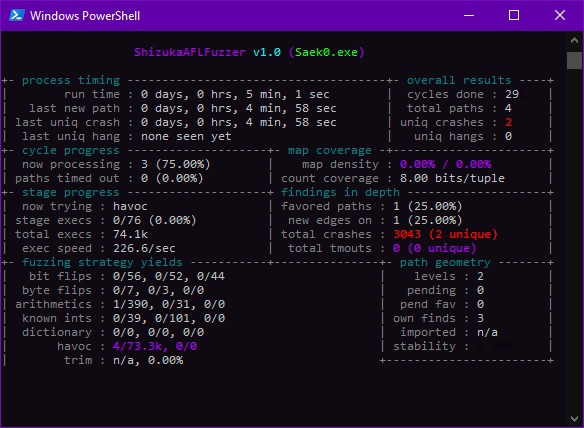 Windows PowerShell
ShizukaAFLFuzzer v1.0 (Saek0.exe)
process timing overall results
run time : 0 days, 0 hrs, 5 min, 1 sec cycles done : 29
last new path : 0 days, 0 hrs, 4 min, 58 sec total paths : 4
last uniq crash : 0 days, 0 hrs, 4 min, 58 sec uniq crashes : 2
last uniq hang : none seen yet uniq hangs : 0
cycle progress map coverage
now processing : 3 (75.00%) map density : 0.00% / 0.00%
paths timed out : 0 (0.00%) count coverage : 8.00 bits/tuple
stage progress findings in depth
now trying : havoc favored paths : 1 (25.00%)
stage execs : 0/76 (0.00%) new edges on : 1 (25.00%)
total execs : 74.1k total crashes : 3043 (2 unique)
exec speed : 226.6/sec total tmouts : 0 (0 unique)
fuzzing strategy yields path geometry
bit flips : 0/56, 0/52, 0/44 levels : 2
byte flips : 0/7, 0/3, 0/0 pending : 0
arithmetics : 1/390, 0/31, 0/0 pend fav : 0
known ints : 0/39, 0/101, 0/0 own finds : 3
dictionary : 0/0, 0/0, 0/0 imported : n/a
havoc : 4/73.3k, 0/0 stability :
trim : n/a, 0.00%